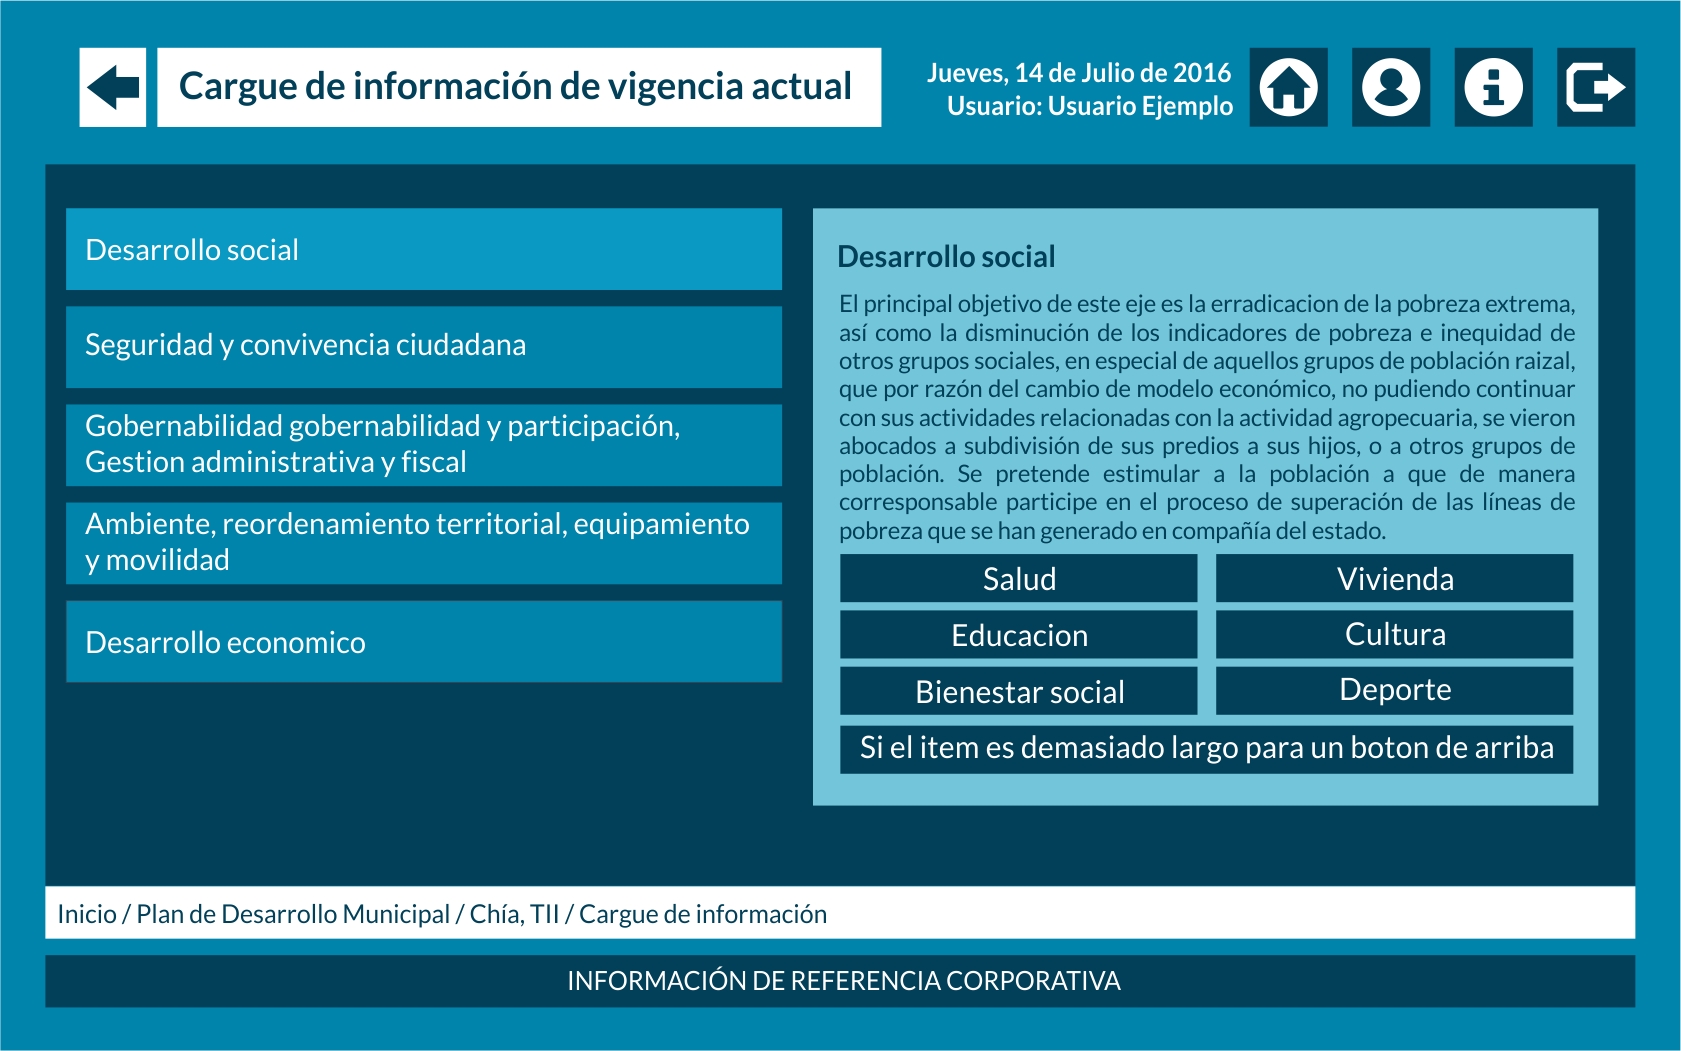 Cargue de información de vigencia actual
Jueves, 14 de Julio de 2016
Usuario: Usuario Ejemplo
Desarrollo social
Seguridad y convivencia ciudadana
Gobernabilidad gobernabilidad y participación,
Gestion administrativa y fiscal
Ambiente, reordenamiento territorial, equipamiento
y movilidad
Desarrollo economico
Desarrollo social
El principal objetivo de este eje es la erradicacion de la pobreza extrema,
así como la disminución de los indicadores de pobreza e inequidad de
otros grupos sociales, en especial de aquellos grupos de población raizal,
que por razón del cambio de modelo económico, no pudiendo continuar
con sus actividades relacionadas con la actividad agropecuaria, se vieron
abocados a subdivisión de sus predios a sus hijos, o a otros grupos de
población. Se pretende estimular a la población a que de manera
corresponsable participe en el proceso de superación de las líneas de
pobreza que se han generado en compañía del estado.
Salud
Vivienda
Educacion
Cultura
Bienestar social
Deporte
Si el item es demasiado largo para un boton de arriba
Inicio / Plan de Desarrollo Municipal / Chía, TII / Cargue de información
INFORMACIÓN DE REFERENCIA CORPORATIVA